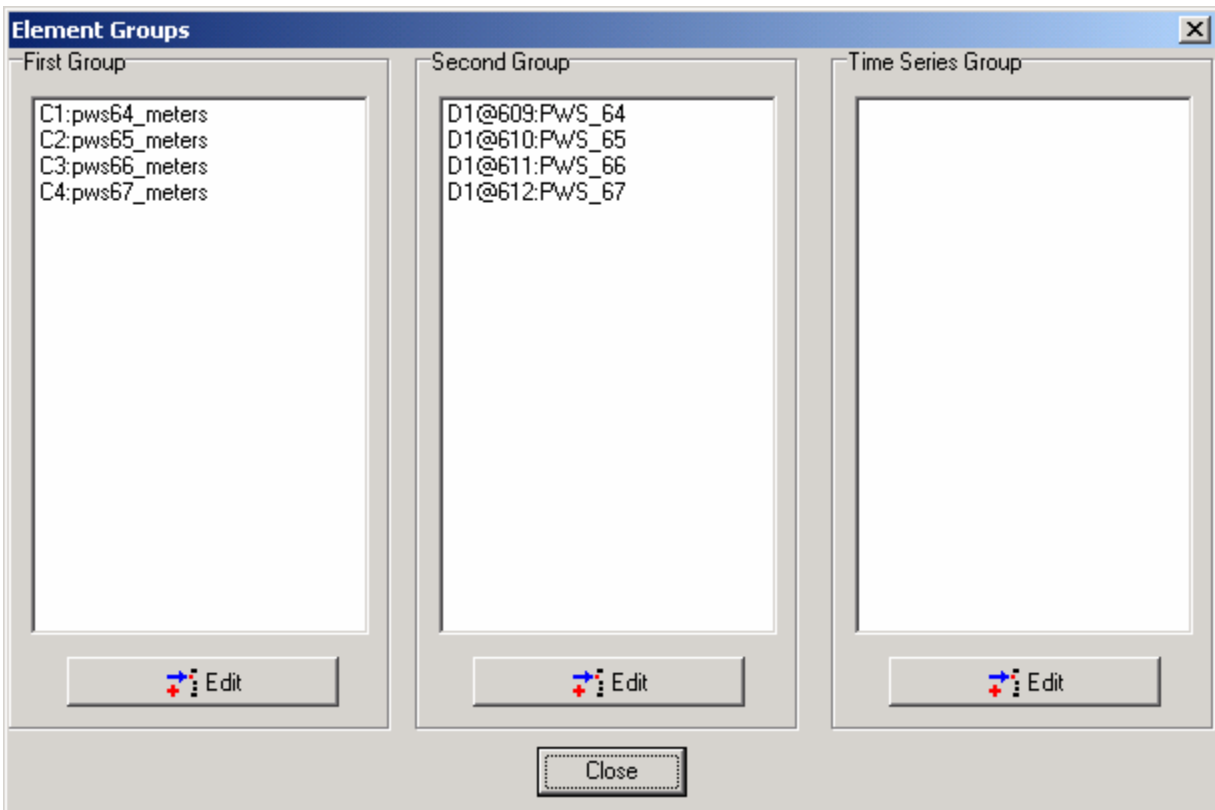 Element Groups
First Group
C1:pws64_meters
C2:pws65_meters
C3:pws66_meters
C4:pws67_meters
Edit
Second Group
D1@609:PWS_64
D1@610:PWS_65
D1@611:PWS_66
D1@612:PWS_67
Edit
Time Series Group
Edit
Close